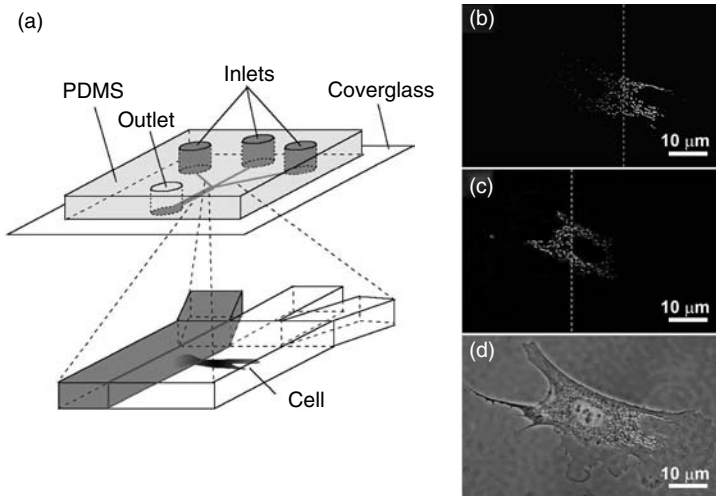 (a)
Inlets
PDMS
Coverglass
Outlet
Cell
(b)
10 μm
(c)
10 μm
(d)
10 μm